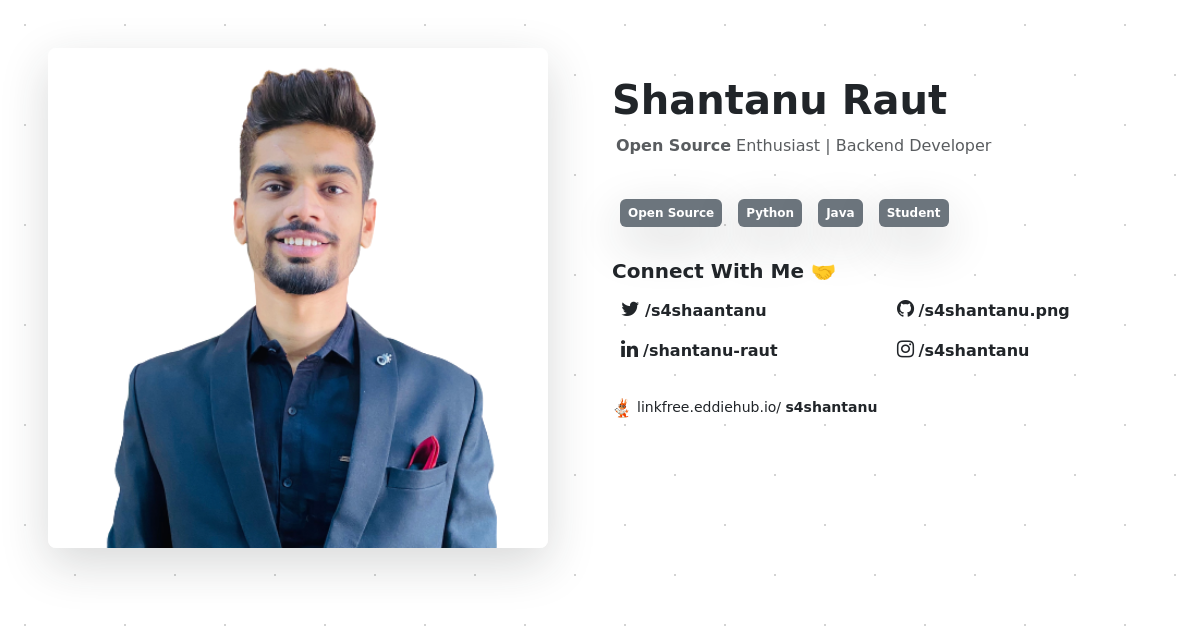 Shantanu Raut
Open Source Enthusiast | Backend Developer
Open Source Python Java Student
Connect With Me 🤝
/s4shaantanu /s4shantanu.png
/shantanu-raut /s4shantanu
linkfree.eddiehub.io/ s4shantanu